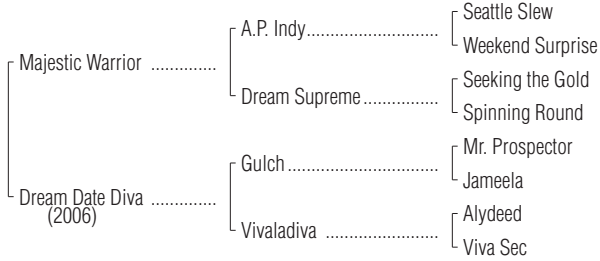 Seattle Slew
A.P. Indy..............................
Weekend Surprise
Majestic Warrior ...............
Seeking the Gold
Dream Supreme.................
Spinning Round
Mr. Prospector
Gulch...................................
Jameela
Dream Date Diva ...............
(2006)
Alydeed
Vivaladiva .........................
Viva Sec